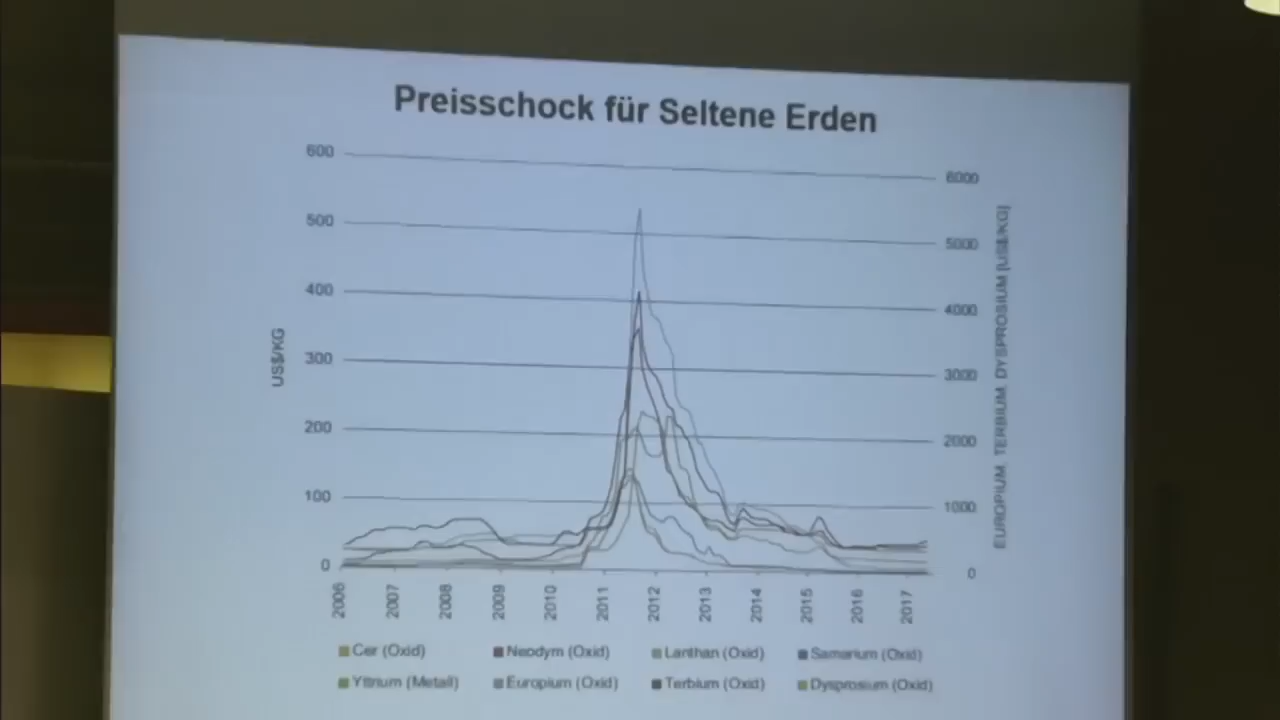 Preisschock für Seltene Erden
600
500
400
300
200
100
0
US$/KG
6000
5000
4000
3000
2000
1000
0
EUROPIUM, TERBIUM, DYSPROSIUM [US$/KG]
2006 2007 2008 2009 2010 2011 2012 2013 2014 2015 2016 2017
Cer (Oxid) Neodym (Oxid) Lanthan (Oxid) Samarium (Oxid)
Yttrium (Metall) Europium (Oxid) Terbium (Oxid) Dysprosium (Oxid)